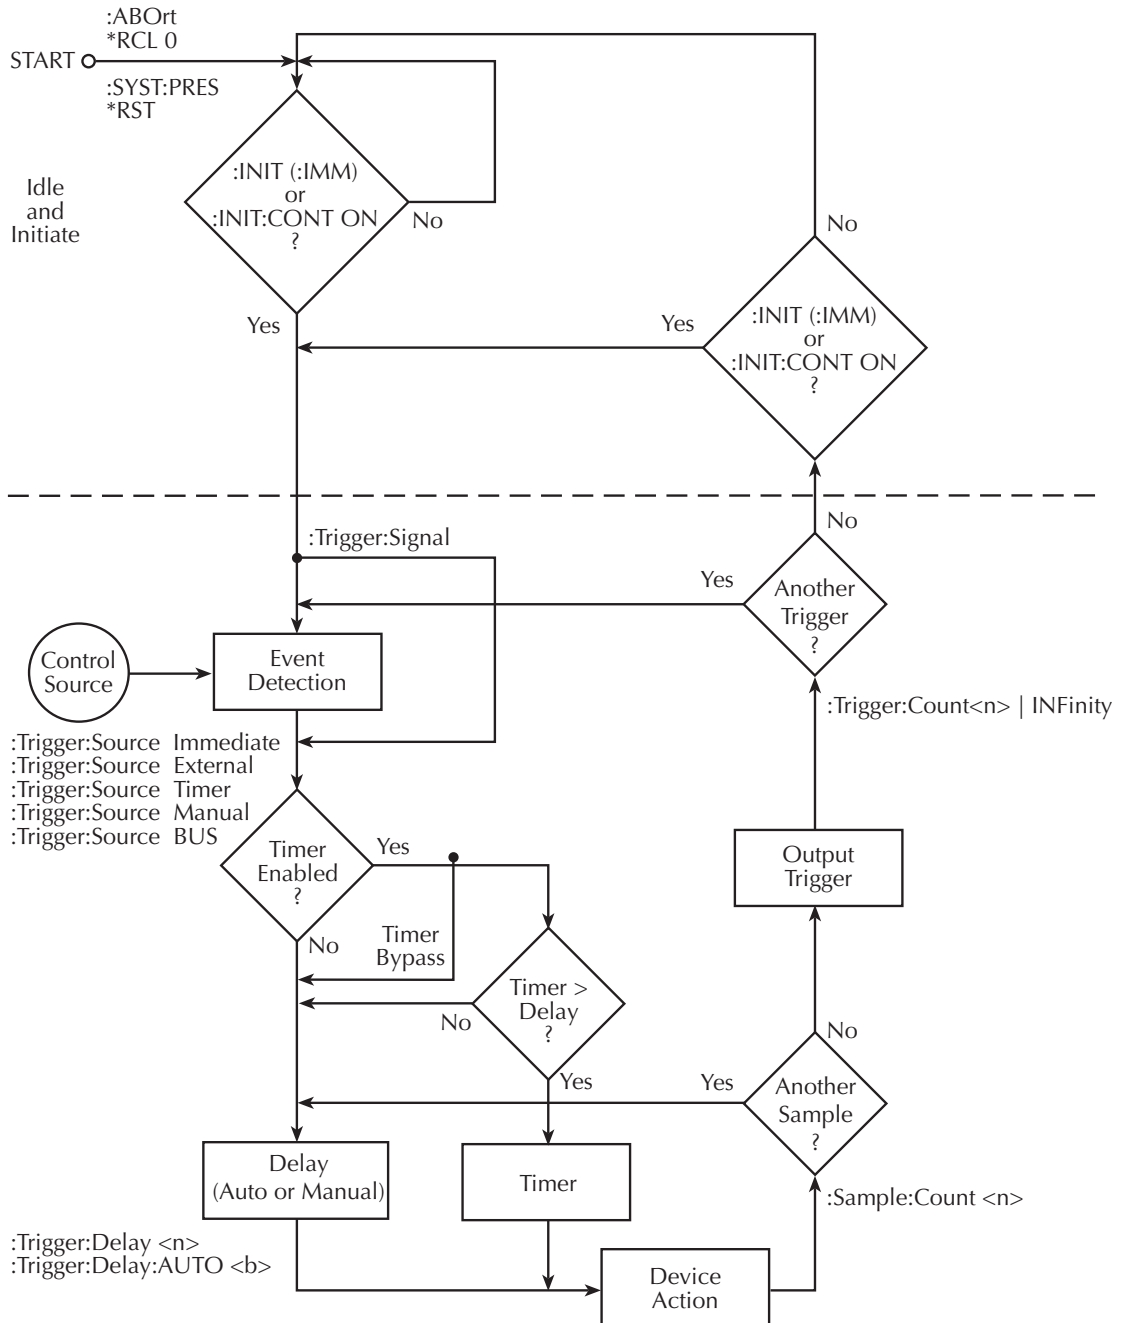 :ABOrt
*RCL 0
START
:SYST:PRES
*RST
Idle
and
Initiate
:INIT (:IMM)
or
:INIT:CONT ON
?
No
Yes
No
:INIT (:IMM)
or
:INIT:CONT ON
?
Yes
No
:Trigger:Signal
Another
Trigger
?
Yes
Control
Source
Event
Detection
:Trigger:Count<n> | INFinity
:Trigger:Source Immediate
:Trigger:Source External
:Trigger:Source Timer
:Trigger:Source Manual
:Trigger:Source BUS
Timer
Enabled
?
Yes
No
Timer
Bypass
Output
Trigger
Timer >
Delay
?
No
Yes
No
Another
Sample
?
Yes
Delay
(Auto or Manual)
Timer
:Sample:Count <n>
:Trigger:Delay <n>
:Trigger:Delay:AUTO <b>
Device
Action